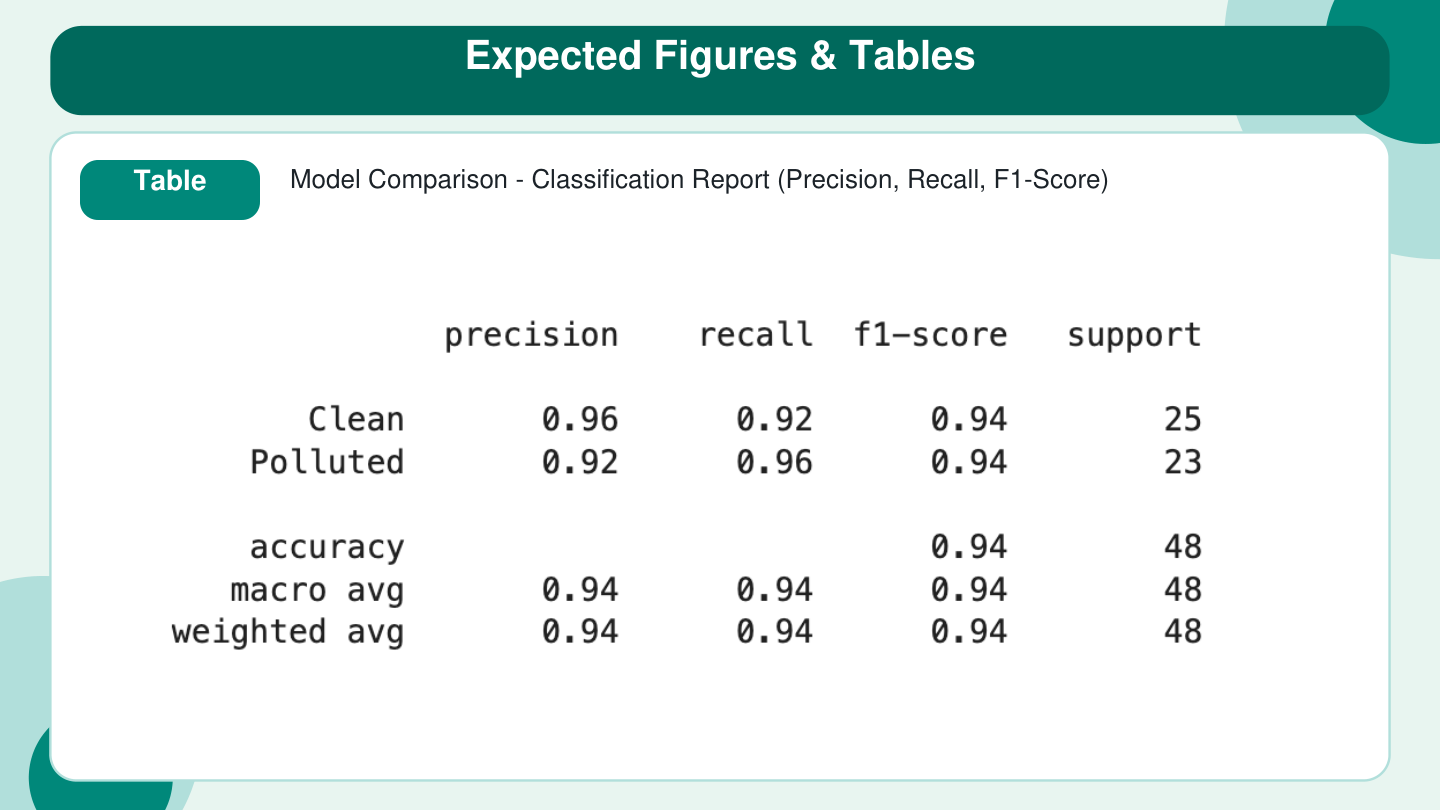 Expected Figures & Tables
Table
Model Comparison - Classification Report (Precision, Recall, F1-Score)
precision recall f1-score support
Clean 0.96 0.92 0.94 25
Polluted 0.92 0.96 0.94 23
accuracy 0.94 48
macro avg 0.94 0.94 0.94 48
weighted avg 0.94 0.94 0.94 48